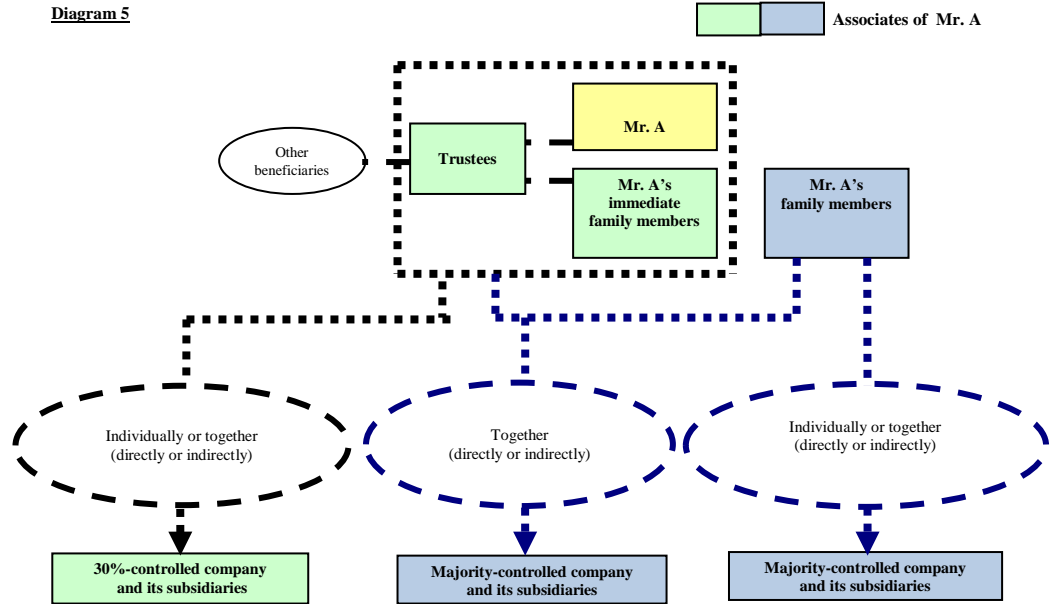 Diagram 5
Associates of Mr. A
Mr. A
Other
beneficiaries
Trustees
Mr. A's
immediate
family members
Mr. A's
family members
Individually or together
(directly or indirectly)
Together
(directly or indirectly)
Individually or together
(directly or indirectly)
30%-controlled company
and its subsidiaries
Majority-controlled company
and its subsidiaries
Majority-controlled company
and its subsidiaries